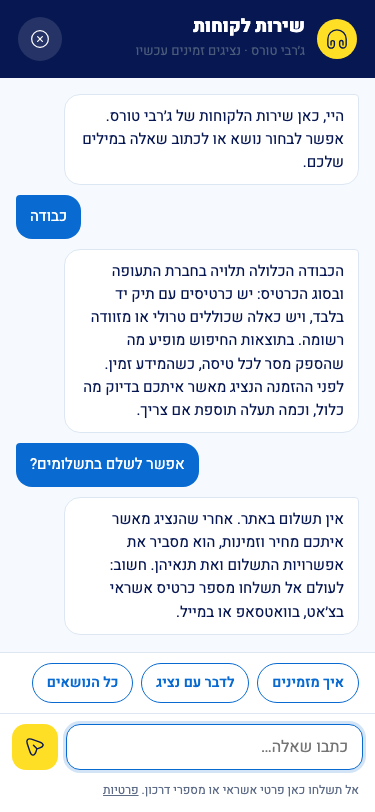 שירות לקוחות
ג׳רבי טורס · נציגים זמינים עכשיו
היי, כאן שירות הלקוחות של ג׳רבי טורס.
אפשר לבחור נושא או לכתוב שאלה במילים
שלכם.
כבודה
הכבודה הכלולה תלויה בחברת התעופה
ובסוג הכרטיס: יש כרטיסים עם תיק יד
בלבד, ויש כאלה שכוללים טרולי או מזוודה
רשומה. בתוצאות החיפוש מופיע מה
שהספק מסר לכל טיסה, כשהמידע זמין.
לפני ההזמנה הנציג מאשר איתכם בדיוק מה
כלול, וכמה תעלה תוספת אם צריך.
אפשר לשלם בתשלומים?
אין תשלום באתר. אחרי שהנציג מאשר
איתכם מחיר וזמינות, הוא מסביר את
אפשרויות התשלום ואת תנאיהן. חשוב:
לעולם אל תשלחו מספר כרטיס אשראי
בצ׳אט, בוואטסאפ או במייל.
איך מזמינים
לדבר עם נציג
כל הנושאים
כתבו שאלה...
אל תשלחו כאן פרטי אשראי או מספרי דרכון. פרטיות